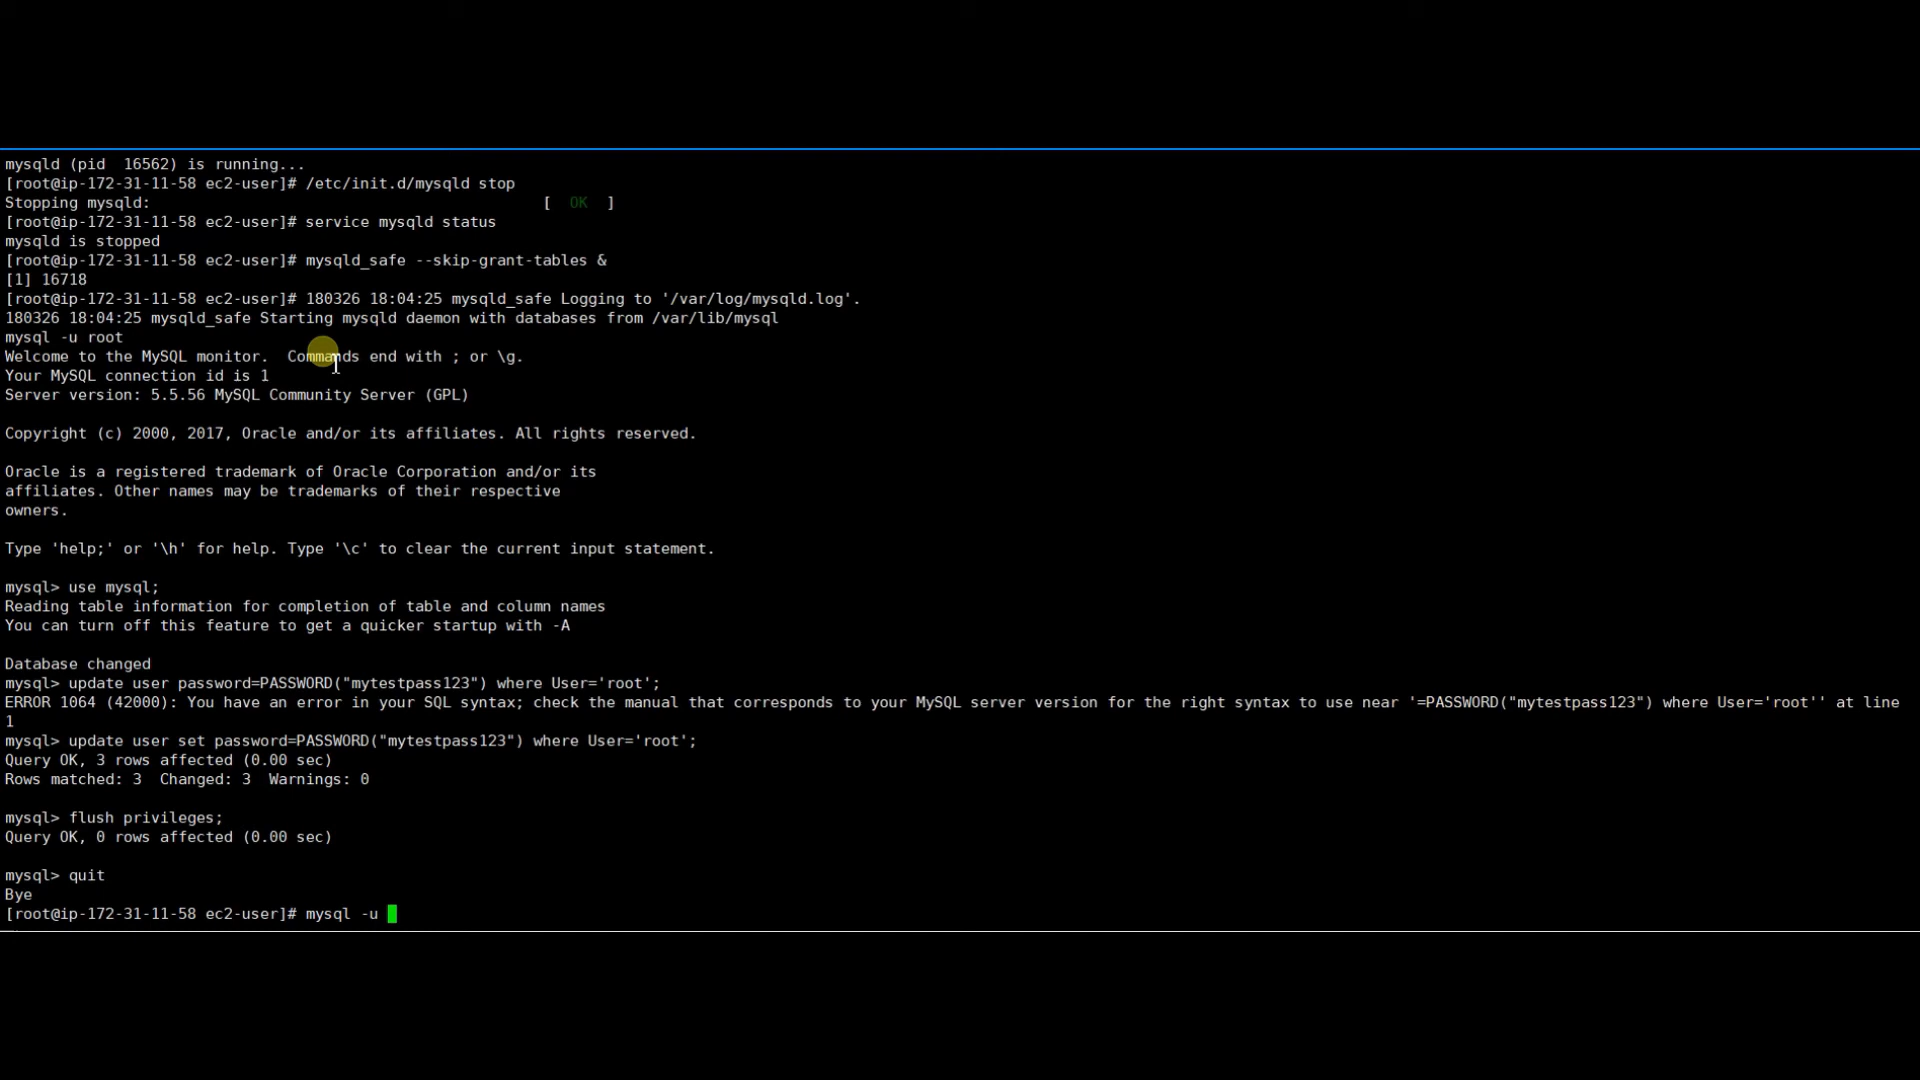 mysqld (pid  16562) is running...
[root@ip-172-31-11-58 ec2-user]# /etc/init.d/mysqld stop
Stopping mysqld:                                           [  OK  ]
[root@ip-172-31-11-58 ec2-user]# service mysqld status
mysqld is stopped
[root@ip-172-31-11-58 ec2-user]# mysqld_safe --skip-grant-tables &
[1] 16718
[root@ip-172-31-11-58 ec2-user]# 180326 18:04:25 mysqld_safe Logging to '/var/log/mysqld.log'.
180326 18:04:25 mysqld_safe Starting mysqld daemon with databases from /var/lib/mysql
mysql -u root
Welcome to the MySQL monitor.  Commands end with ; or \g.
Your MySQL connection id is 1
Server version: 5.5.56 MySQL Community Server (GPL)
Copyright (c) 2000, 2017, Oracle and/or its affiliates. All rights reserved.
Oracle is a registered trademark of Oracle Corporation and/or its
affiliates. Other names may be trademarks of their respective
owners.
Type 'help;' or '\h' for help. Type '\c' to clear the current input statement.
mysql> use mysql;
Reading table information for completion of table and column names
You can turn off this feature to get a quicker startup with -A
Database changed
mysql> update user password=PASSWORD("mytestpass123") where User='root';
ERROR 1064 (42000): You have an error in your SQL syntax; check the manual that corresponds to your MySQL server version for the right syntax to use near '=PASSWORD("mytestpass123") where User='root'' at line
1
mysql> update user set password=PASSWORD("mytestpass123") where User='root';
Query OK, 3 rows affected (0.00 sec)
Rows matched: 3  Changed: 3  Warnings: 0
mysql> flush privileges;
Query OK, 0 rows affected (0.00 sec)
mysql> quit
Bye
[root@ip-172-31-11-58 ec2-user]# mysql -u